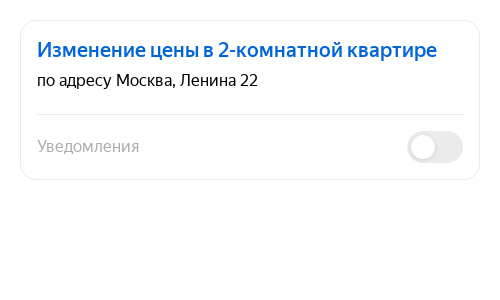 Изменение цены в 2-комнатной квартире
по адресу Москва, Ленина 22
Уведомления